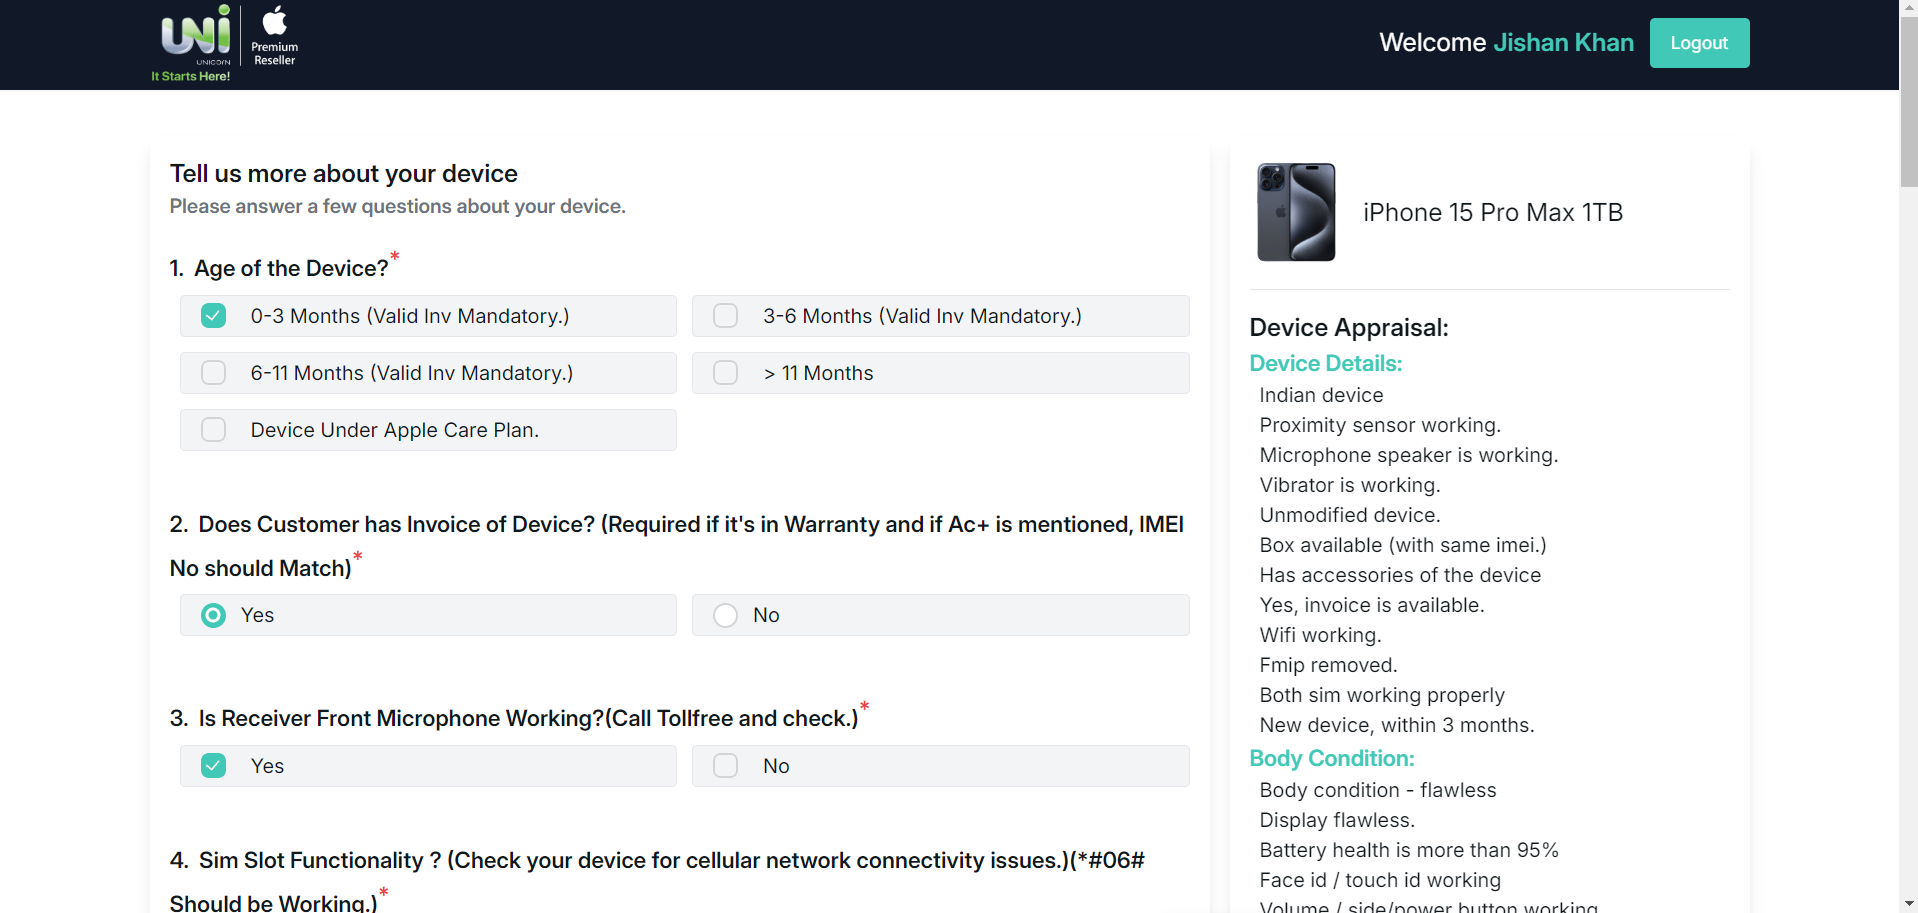 UNI
UNICORN
It Starts Here!
Premium
Reseller
Welcome Jishan Khan
Logout
Tell us more about your device
Please answer a few questions about your device.
1. Age of the Device?*
0-3 Months (Valid Inv Mandatory.)
3-6 Months (Valid Inv Mandatory.)
6-11 Months (Valid Inv Mandatory.)
> 11 Months
Device Under Apple Care Plan.
2. Does Customer has Invoice of Device? (Required if it's in Warranty and if Ac+ is mentioned, IMEI
No should Match)*
Yes
No
3. Is Receiver Front Microphone Working?(Call Tollfree and check.)*
Yes
No
4. Sim Slot Functionality ? (Check your device for cellular network connectivity issues.)(*#06#
Should be Working.)*
iPhone 15 Pro Max 1TB
Device Appraisal:
Device Details:
Indian device
Proximity sensor working.
Microphone speaker is working.
Vibrator is working.
Unmodified device.
Box available (with same imei.)
Has accessories of the device
Yes, invoice is available.
Wifi working.
Fmip removed.
Both sim working properly
New device, within 3 months.
Body Condition:
Body condition - flawless
Display flawless.
Battery health is more than 95%
Face id / touch id working
Volume / side/power button working